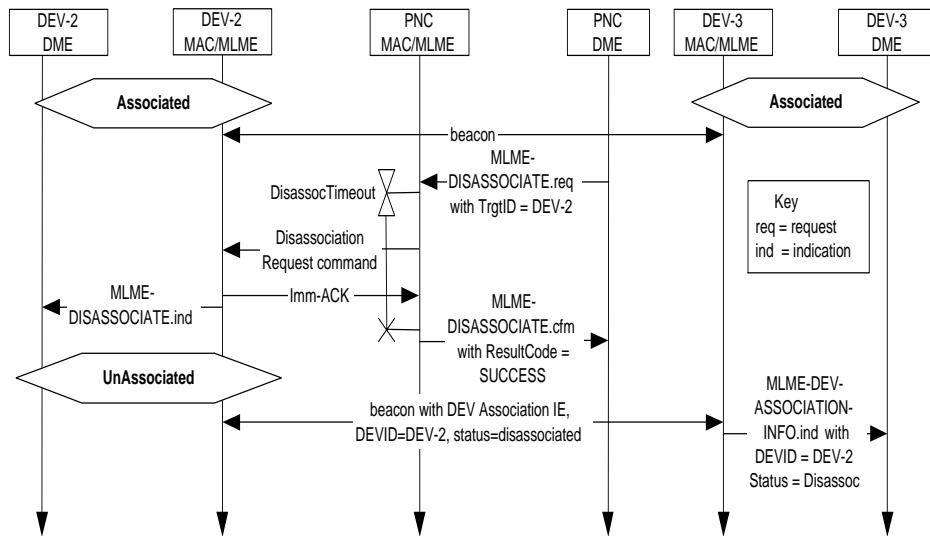 DEV-2
DME
DEV-2
MAC/MLME
PNC
MAC/MLME
PNC
DME
DEV-3
MAC/MLME
DEV-3
DME
Associated
Associated
beacon
MLME-
DISASSOCIATE.req
with TrgtID = DEV-2
DisassocTimeout
Key
req = request
ind = indication
Disassociation
Request command
Imm-ACK
MLME-
DISASSOCIATE.ind
MLME-
DISASSOCIATE.cfm
with ResultCode =
SUCCESS
UnAssociated
beacon with DEV Association IE,
DEVID=DEV-2, status=disassociated
MLME-DEV-
ASSOCIATION-
INFO.ind with
DEVID = DEV-2
Status = Disassoc